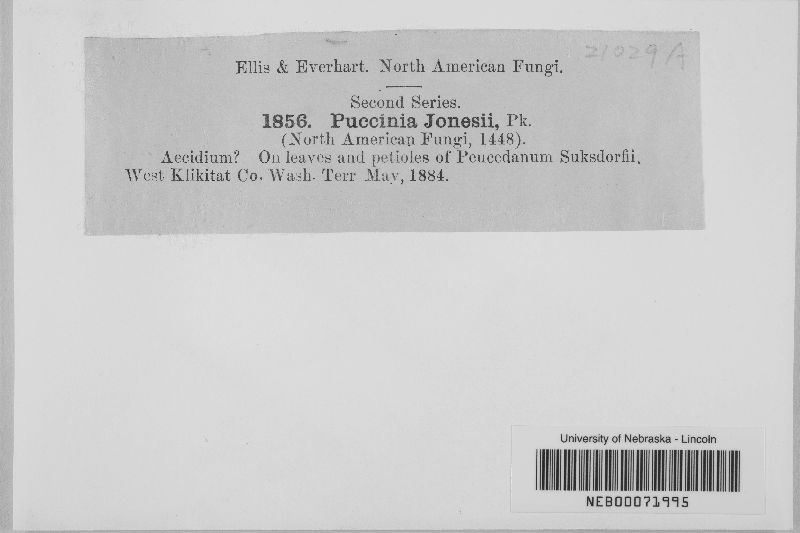 21029A
Ellis & Everhart. North American Fungi.
Second Series.
1856. Puccinia Jonesii, Pk.
(North American Fungi, 1448).
Aecidium? On leaves and petioles of Peucedanum Suksdorfii,
West Klikitat Co. Wash. Terr May, 1884.
University of Nebraska - Lincoln
NEB00071995